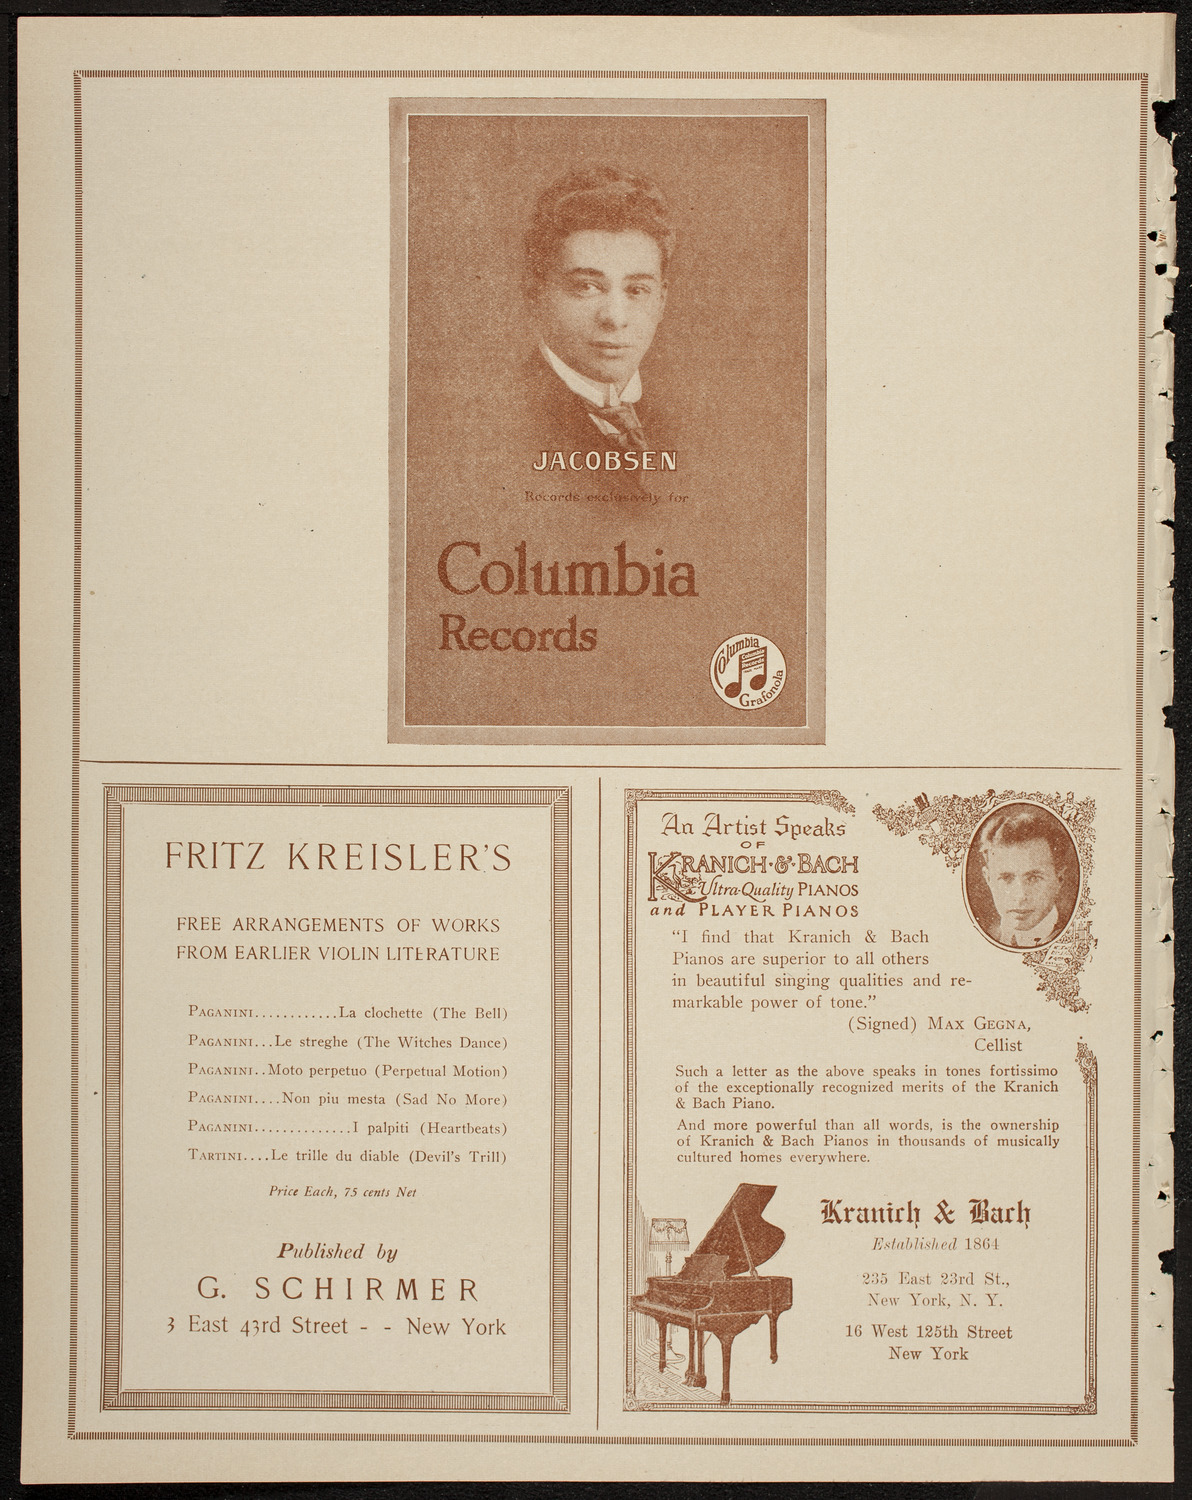 JACOBSEN
Records exclusively for
Columbia
Records
Columbia
Columbia
Records
Grafonola
FRITZ KREISLER'S
FREE ARRANGEMENTS OF WORKS
FROM EARLIER VIOLIN LITERATURE
PAGANINI............La clochette (The Bell)
PAGANINI...Le streghe (The Witches Dance)
PAGANINI..Moto perpetuo (Perpetual Motion)
PAGANINI....Non piu mesta (Sad No More)
PAGANINI..............I palpiti (Heartbeats)
TARTINI....Le trille du diable (Devil's Trill)
Price Each, 75 cents Net
Published by
G. SCHIRMER
3 East 43rd Street - - New York
An Artist Speaks
OF
KRANICH·&·BACH
Ultra-Quality PIANOS
and PLAYER PIANOS
"I find that Kranich & Bach
Pianos are superior to all others
in beautiful singing qualities and re-
markable power of tone."
(Signed) MAX GEGNA,
Cellist
Such a letter as the above speaks in tones fortissimo
of the exceptionally recognized merits of the Kranich
& Bach Piano.
And more powerful than all words, is the ownership
of Kranich & Bach Pianos in thousands of musically
cultured homes everywhere.
Kranich & Bach
Established 1864
235 East 23rd St.,
New York, N. Y.
16 West 125th Street
New York